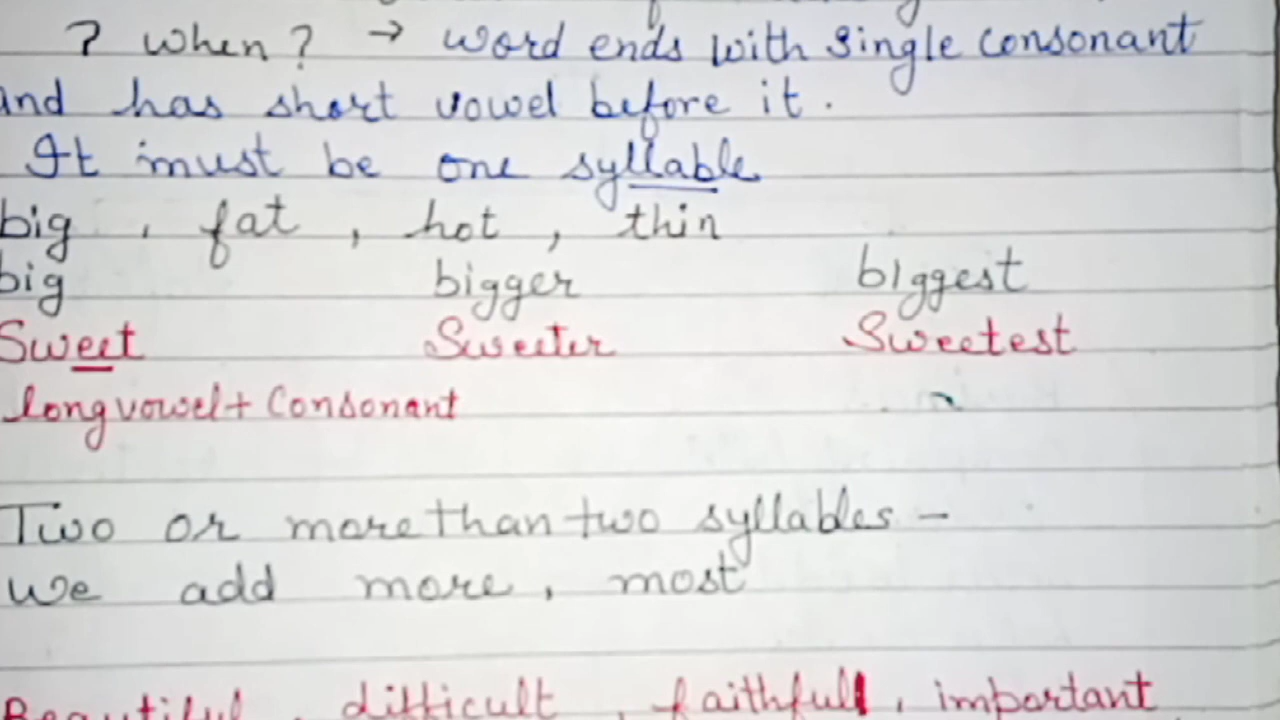 ? when? → word ends with single consonant
and has short vowel before it.
It must be one syllable
big , fat , hot , thin
big bigger biggest
Sweet Sweeter Sweetest
long vowel + Consonant
Two or more than two syllables -
we add more, most
Beautiful , difficult , faithfull , important